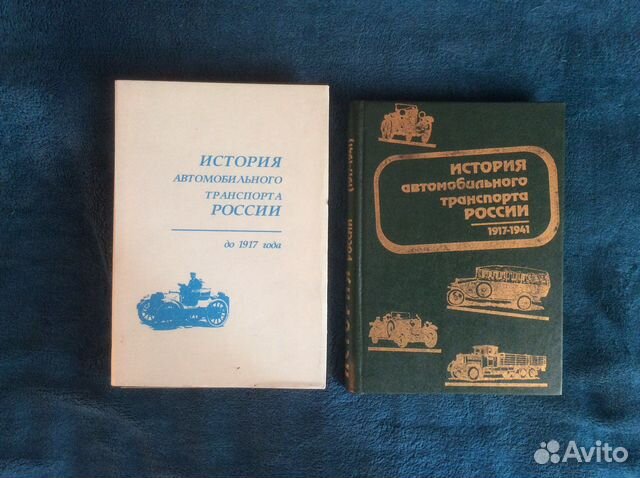 ИСТОРИЯ
АВТОМОБИЛЬНОГО
ТРАНСПОРТА
РОССИИ
до 1917 года
ИСТОРИЯ
автомобильного
транспорта
РОССИИ
1917-1941
Avito